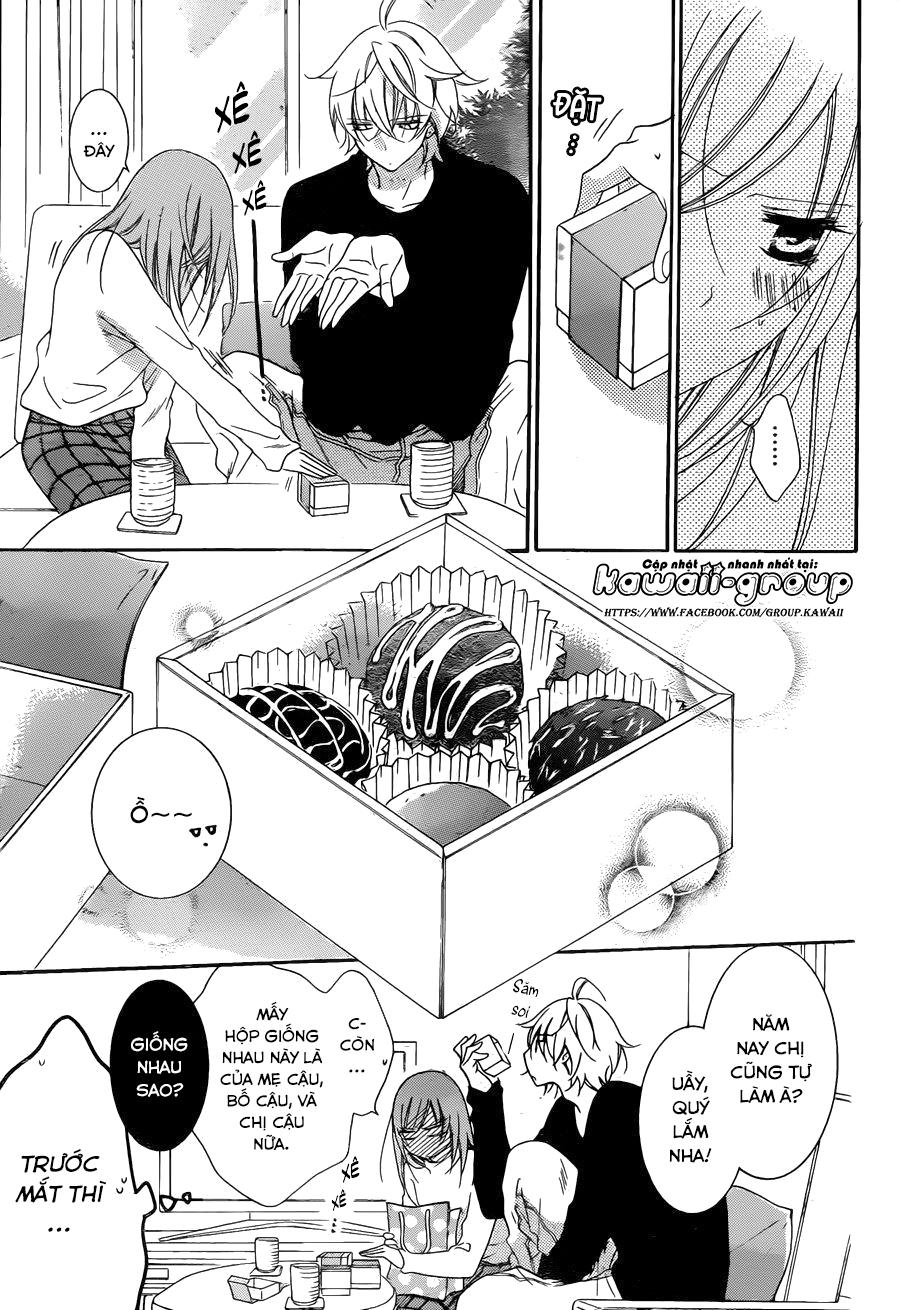 ĐẶT
...
.......
...
ĐÂY
XÊ
XÊ
XÊ
...
Cập nhật nhanh nhất tại:
kawaii-group
HTTPS://WWW.FACEBOOK.COM/GROUP.KAWAII
Ồ~~
NĂM
NAY CHỊ
CŨNG TỰ
LÀM À?
UẦY,
QUÝ
LẮM
NHA!
Săm
soi
C-
CÒN
...
MẤY
HỘP GIỐNG
NHAU NÀY LÀ
CỦA MẸ CẬU,
BỐ CẬU, VÀ
CHỊ CẬU
NỮA.
XÊ
XỀ
...
GIỐNG
NHAU
SAO?
TRƯỚC
MẮT THÌ
...